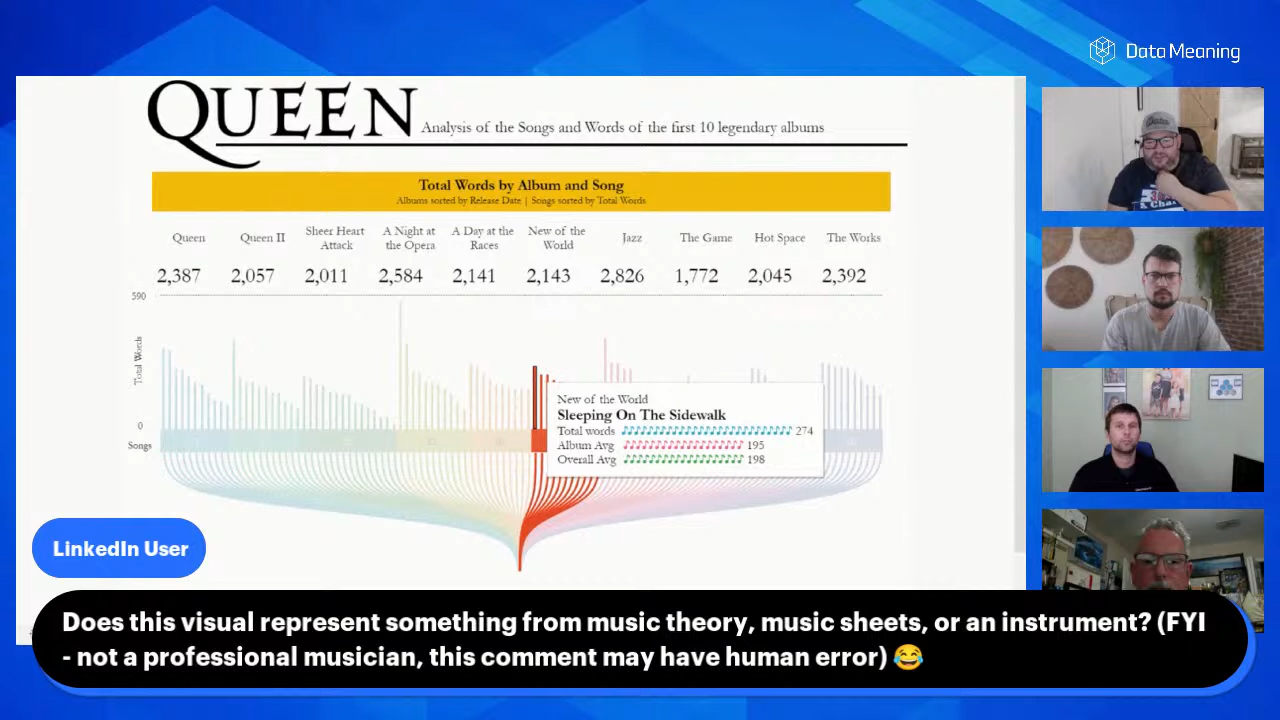 DataMeaning
QUEEN
Analysis of the Songs and Words of the first 10 legendary albums
Total Words by Album and Song
Albums sorted by Release Date | Songs sorted by Total Words
Queen
Queen II
Sheer Heart
Attack
A Night at
the Opera
A Day at the
Races
New of the
World
Jazz
The Game
Hot Space
The Works
2,387 2,057 2,011 2,584 2,141 2,143 2,826 1,772 2,045 2,392
590
Total Words
0
Songs
New of the World
Sleeping On The Sidewalk
Total words 274
Album Avg 195
Overall Avg 198
LinkedIn User
Does this visual represent something from music theory, music sheets, or an instrument? (FYI
- not a professional musician, this comment may have human error) 😂